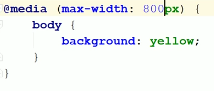 @media (max-width: 800px) {
    body {
        background: yellow;
    }
}